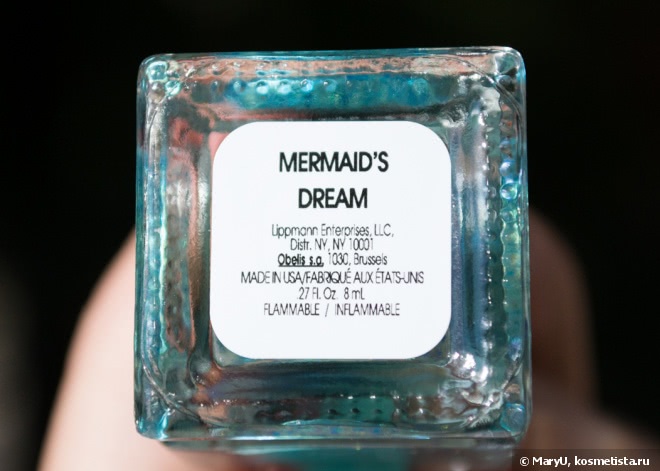 MERMAID'S
DREAM
Lippmann Enterprises, LLC,
Distr. NY, NY 10001
Obelis s.a, 1030, Brussels
MADE IN USA/FABRIQUÉ AUX ÉTATS-UNIS
.27 Fl. Oz. 8 mL
FLAMMABLE / INFLAMMABLE
© MaryU, kosmetista.ru